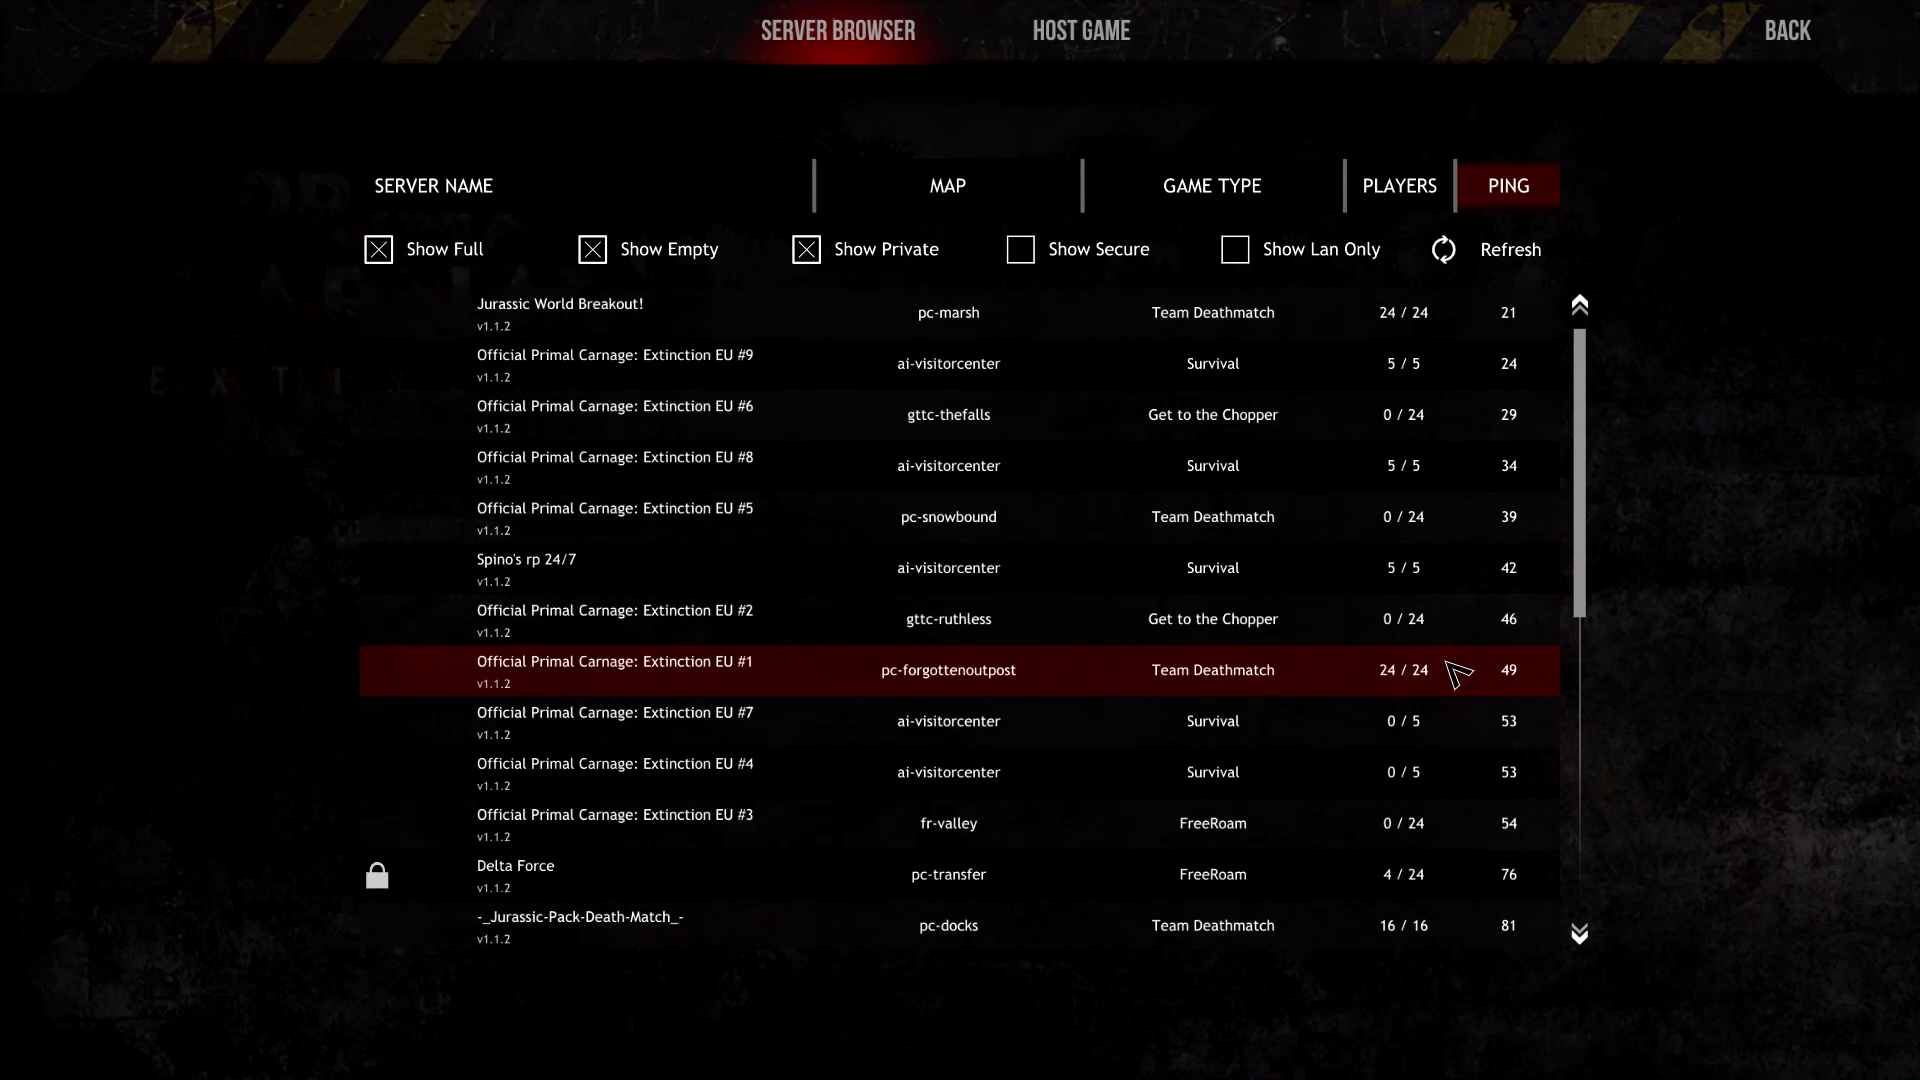 SERVER BROWSER HOST GAME BACK
SERVER NAME MAP GAME TYPE PLAYERS PING
Show Full Show Empty Show Private Show Secure Show Lan Only Refresh
Jurassic World Breakout! pc-marsh Team Deathmatch 24 / 24 21
v1.1.2
Official Primal Carnage: Extinction EU #9 ai-visitorcenter Survival 5 / 5 24
v1.1.2
Official Primal Carnage: Extinction EU #6 gttc-thefalls Get to the Chopper 0 / 24 29
v1.1.2
Official Primal Carnage: Extinction EU #8 ai-visitorcenter Survival 5 / 5 34
v1.1.2
Official Primal Carnage: Extinction EU #5 pc-snowbound Team Deathmatch 0 / 24 39
v1.1.2
Spino's rp 24/7 ai-visitorcenter Survival 5 / 5 42
v1.1.2
Official Primal Carnage: Extinction EU #2 gttc-ruthless Get to the Chopper 0 / 24 46
v1.1.2
Official Primal Carnage: Extinction EU #1 pc-forgottenoutpost Team Deathmatch 24 / 24 49
v1.1.2
Official Primal Carnage: Extinction EU #7 ai-visitorcenter Survival 0 / 5 53
v1.1.2
Official Primal Carnage: Extinction EU #4 ai-visitorcenter Survival 0 / 5 53
v1.1.2
Official Primal Carnage: Extinction EU #3 fr-valley FreeRoam 0 / 24 54
v1.1.2
Delta Force pc-transfer FreeRoam 4 / 24 76
v1.1.2
-_Jurassic-Pack-Death-Match_- pc-docks Team Deathmatch 16 / 16 81
v1.1.2